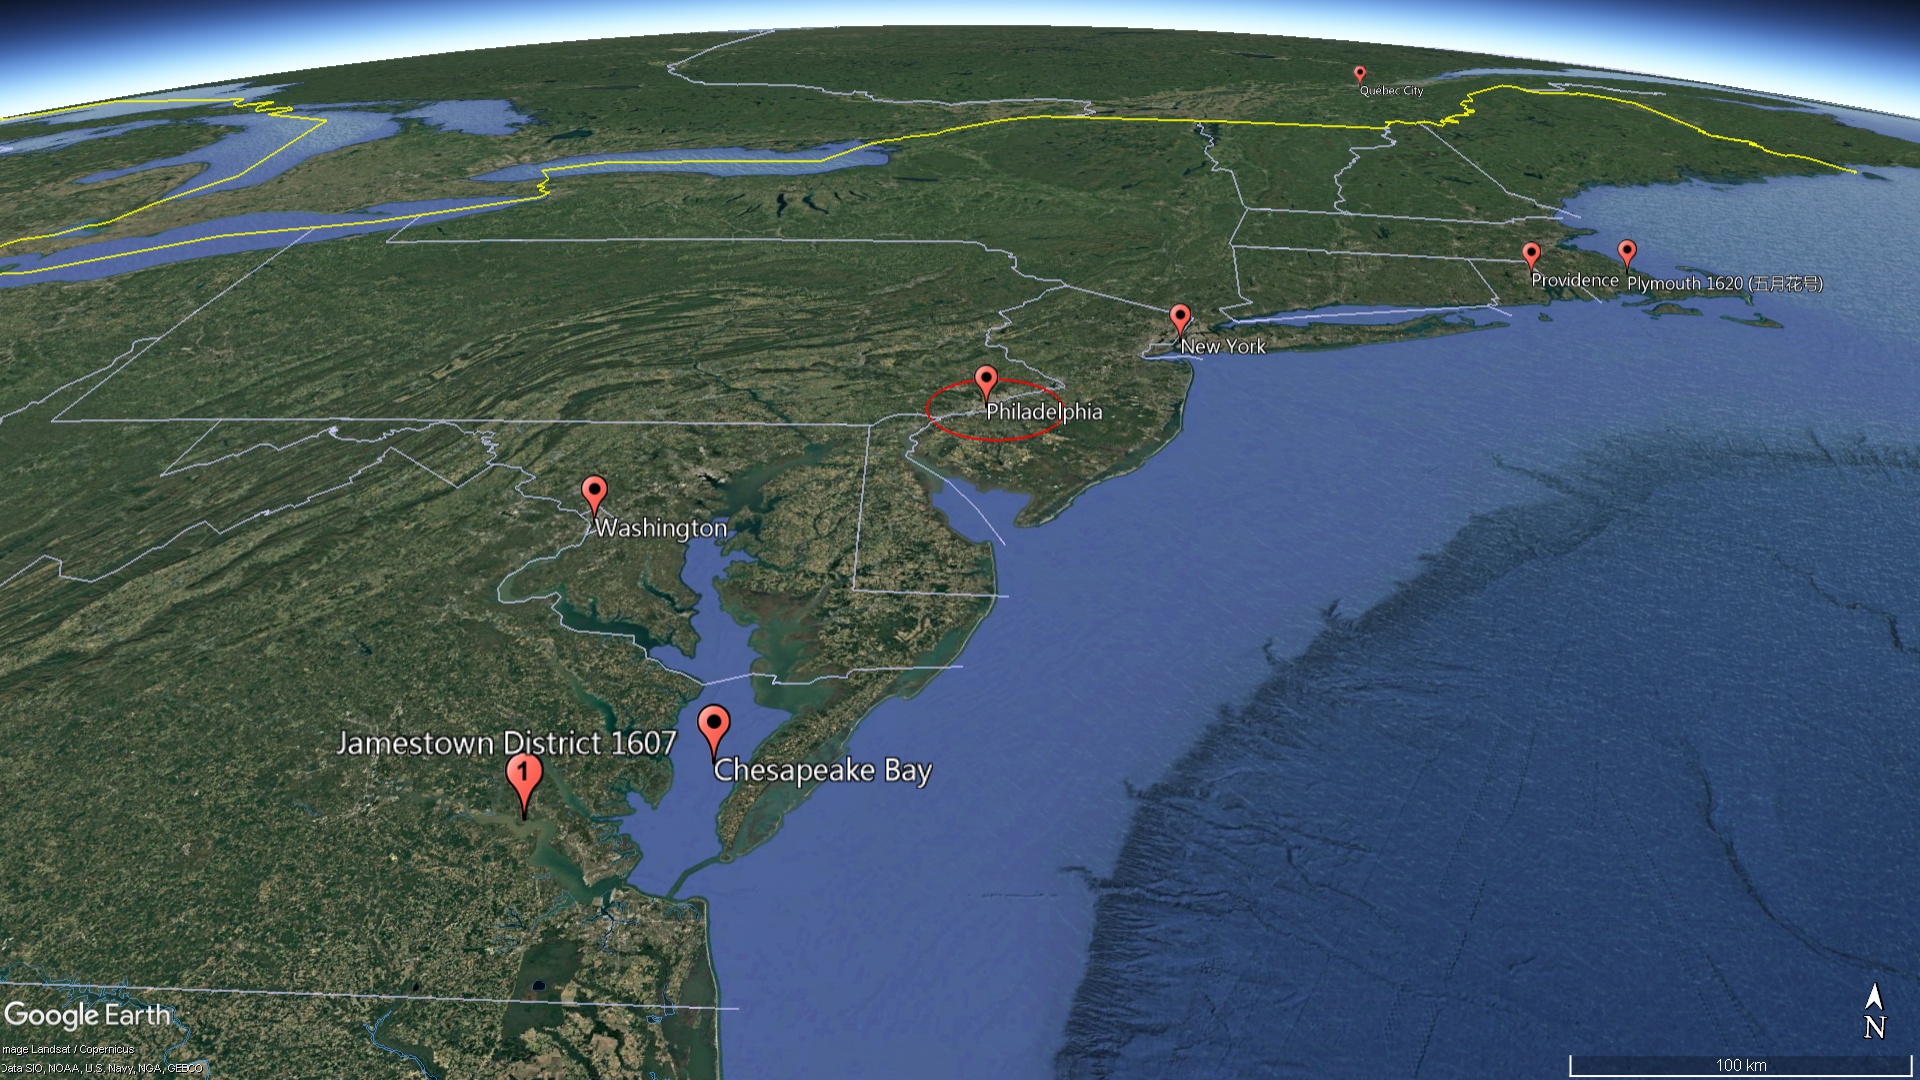 Québec City
Providence
Plymouth 1620 (五月花号)
New York
Philadelphia
Washington
Jamestown District 1607
1
Chesapeake Bay
Google Earth
N
mage Landsat / Copernicus
Data SIO, NOAA, U.S. Navy, NGA, GEBCO
100 km